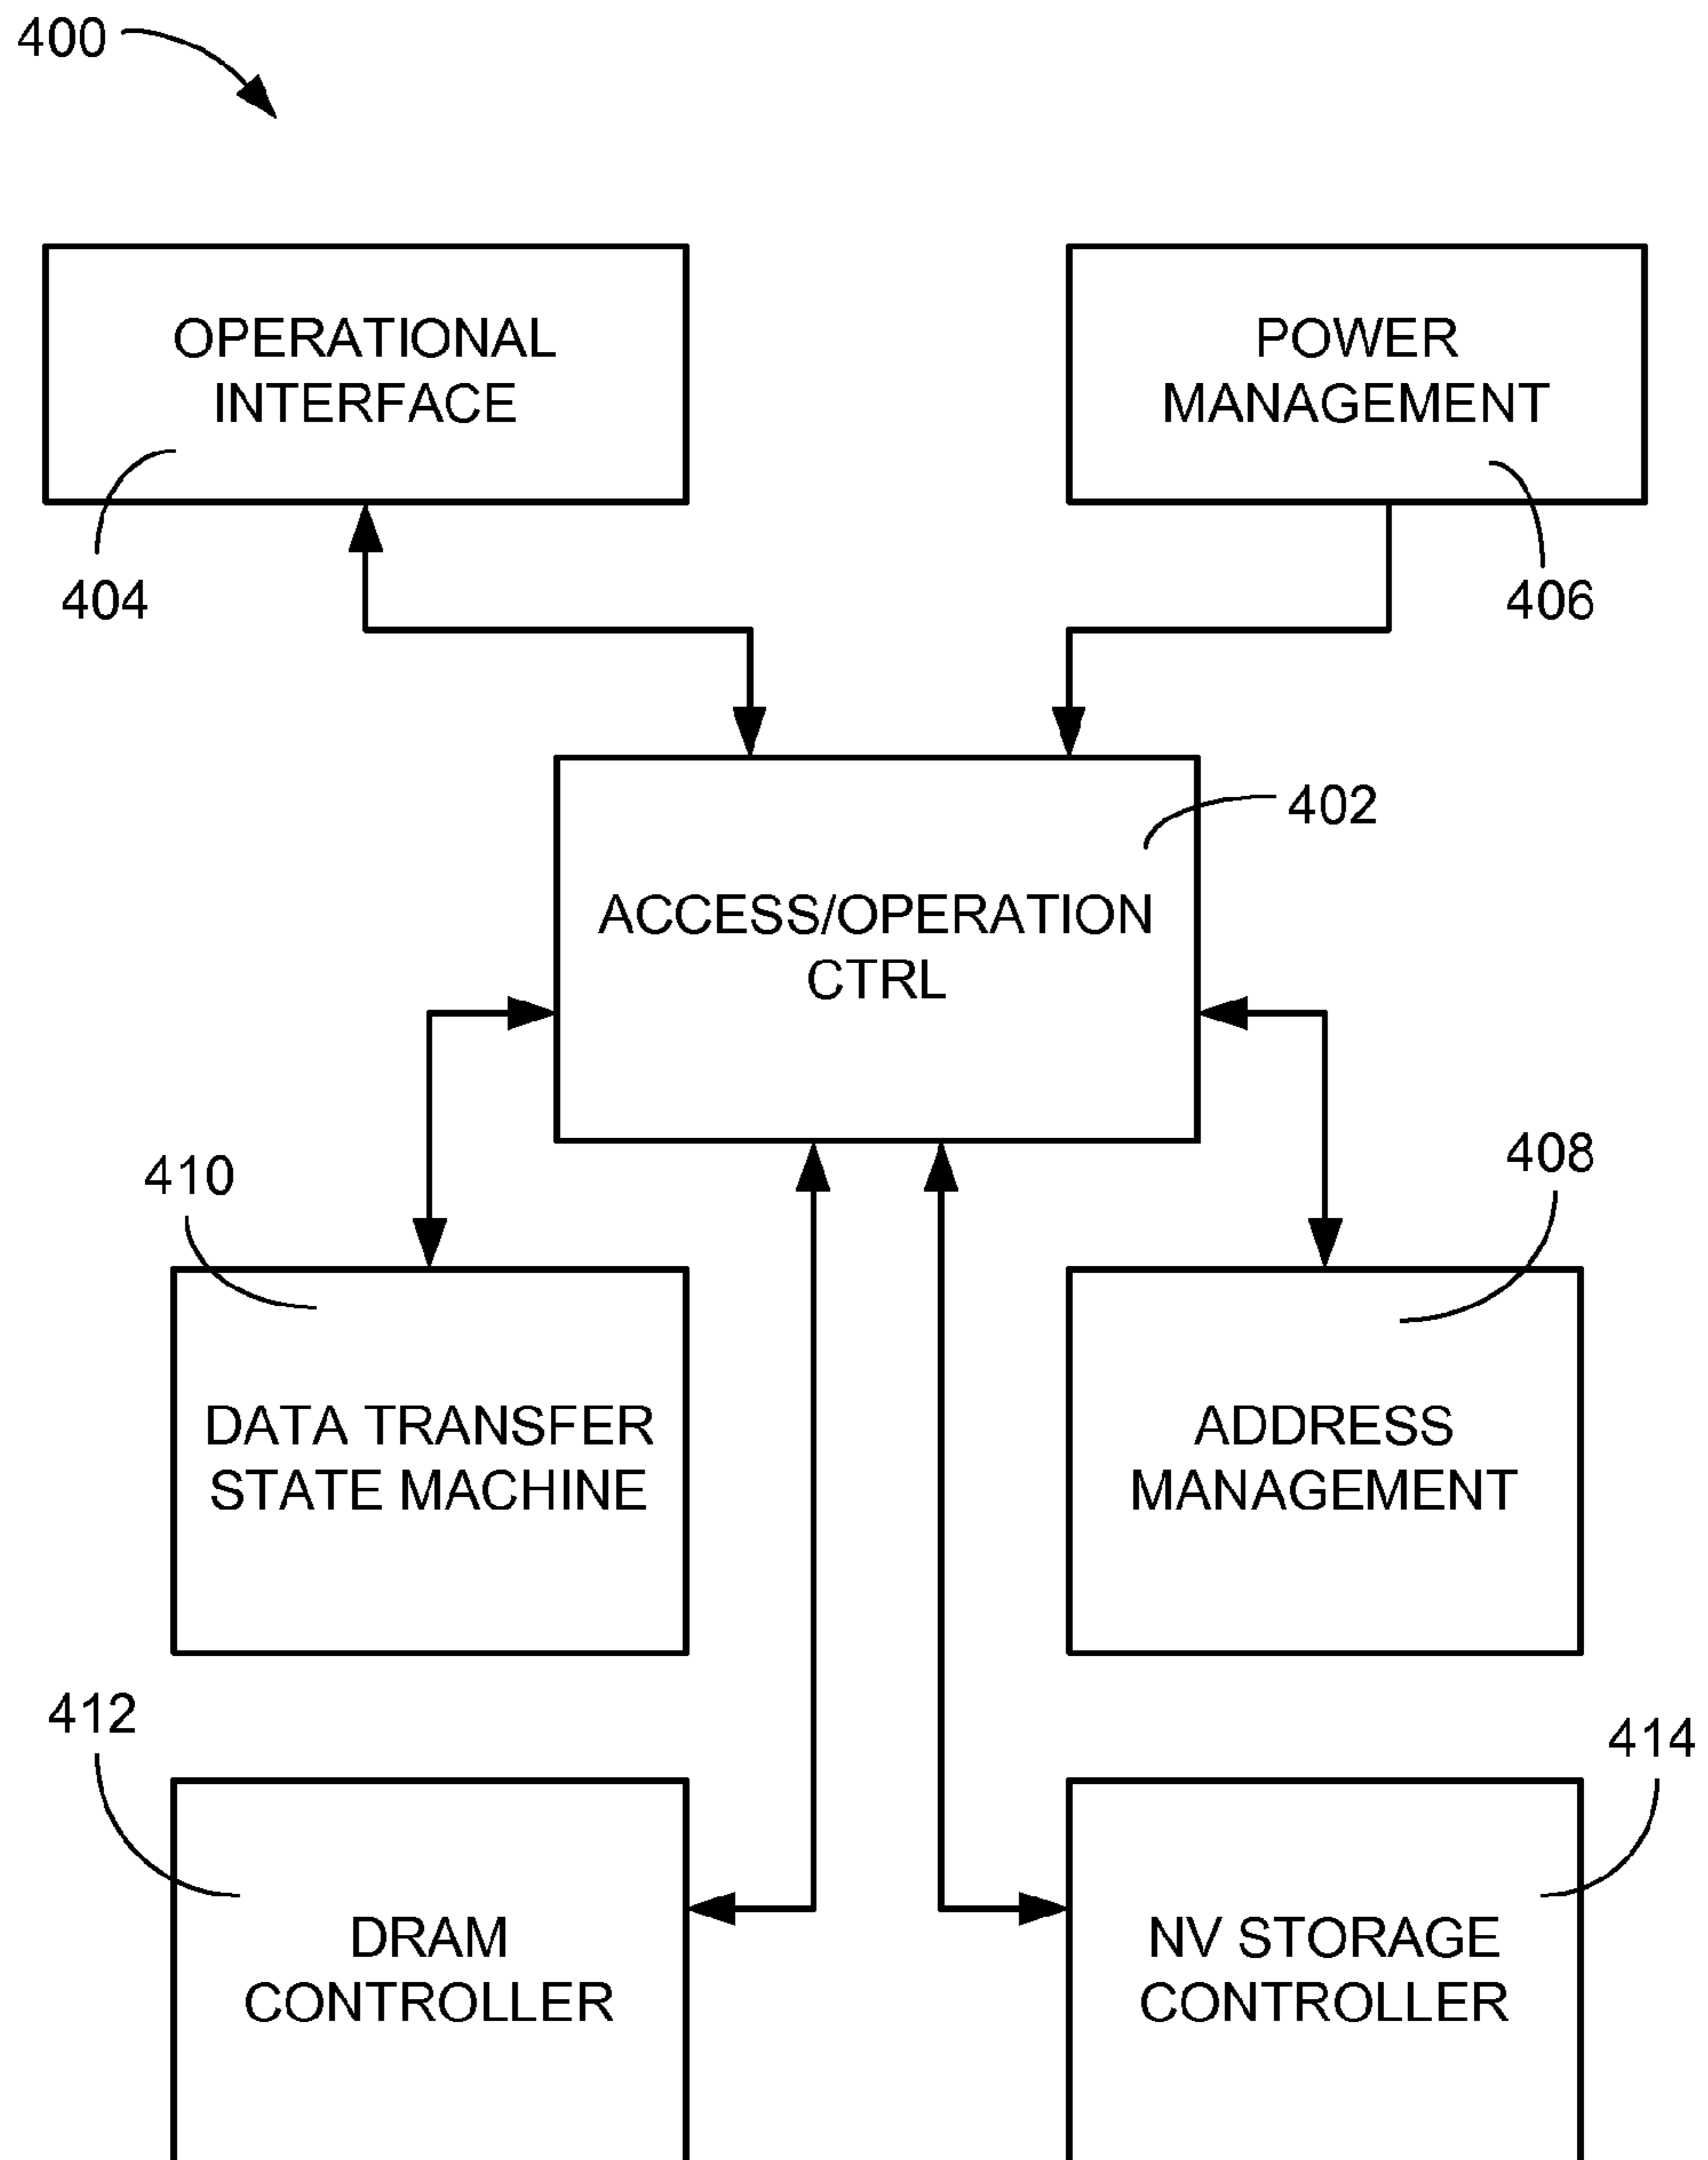 400
OPERATIONAL
INTERFACE
404
POWER
MANAGEMENT
406
402
ACCESS/OPERATION
CTRL
410
408
DATA TRANSFER
STATE MACHINE
ADDRESS
MANAGEMENT
412
414
DRAM
CONTROLLER
NV STORAGE
CONTROLLER